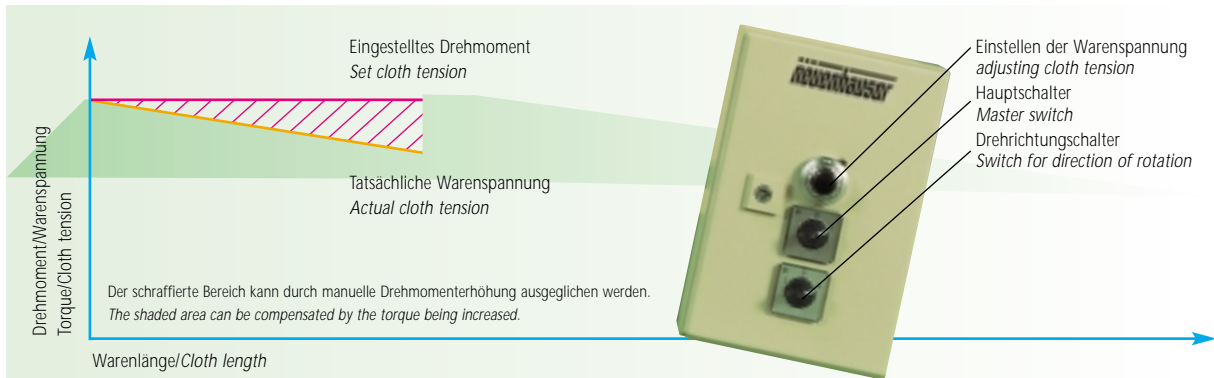 Eingestelltes Drehmoment
Set cloth tension
Tatsächliche Warenspannung
Actual cloth tension
Drehmoment/Warenspannung
Torque/Cloth tension
Der schraffierte Bereich kann durch manuelle Drehmomenterhöhung ausgeglichen werden.
The shaded area can be compensated by the torque being increased.
Warenlänge/Cloth length
neuenhauser
Einstellen der Warenspannung
adjusting cloth tension
Hauptschalter
Master switch
Drehrichtungschalter
Switch for direction of rotation